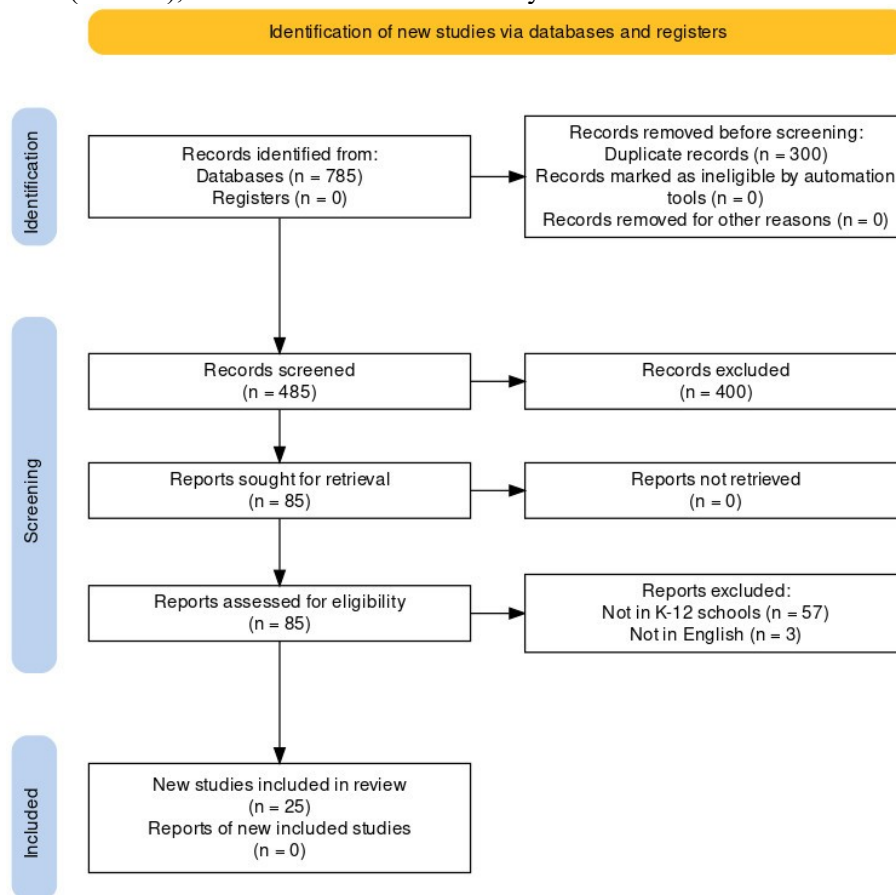 Identification of new studies via databases and registers
Identification
Records identified from:
Databases (n = 785)
Registers (n = 0)
Records removed before screening:
Duplicate records (n = 300)
Records marked as ineligible by automation
tools (n = 0)
Records removed for other reasons (n = 0)
Screening
Records screened
(n = 485)
Records excluded
(n = 400)
Reports sought for retrieval
(n = 85)
Reports not retrieved
(n = 0)
Reports assessed for eligibility
(n = 85)
Reports excluded:
Not in K-12 schools (n = 57)
Not in English (n = 3)
Included
New studies included in review
(n = 25)
Reports of new included studies
(n = 0)